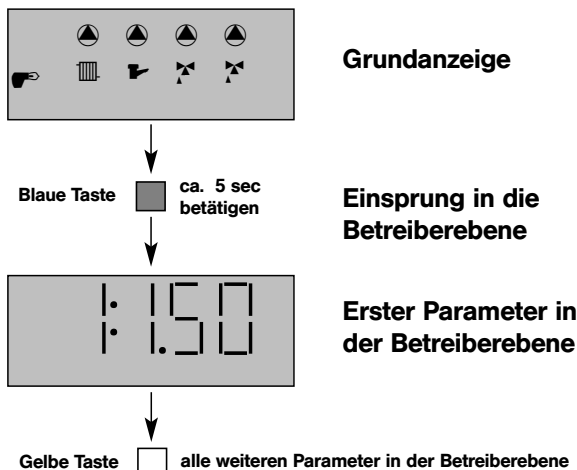 Grundanzeige
Blaue Taste
ca. 5 sec
betätigen
Einsprung in die
Betreiberebene
1:1.50
Erster Parameter in
der Betreiberebene
Gelbe Taste
alle weiteren Parameter in der Betreiberebene